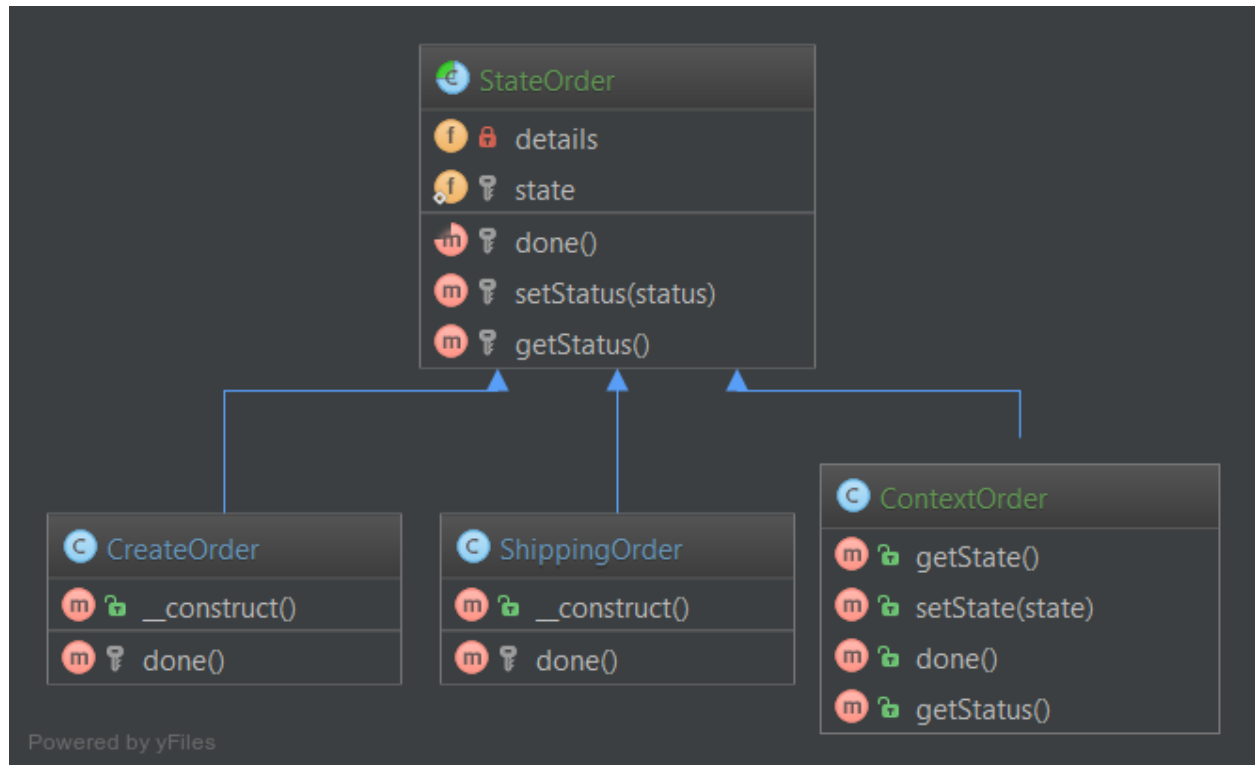 StateOrder
details
state
done()
setStatus(status)
getStatus()
CreateOrder
__construct()
done()
ShippingOrder
__construct()
done()
ContextOrder
getState()
setState(state)
done()
getStatus()
Powered by yFiles